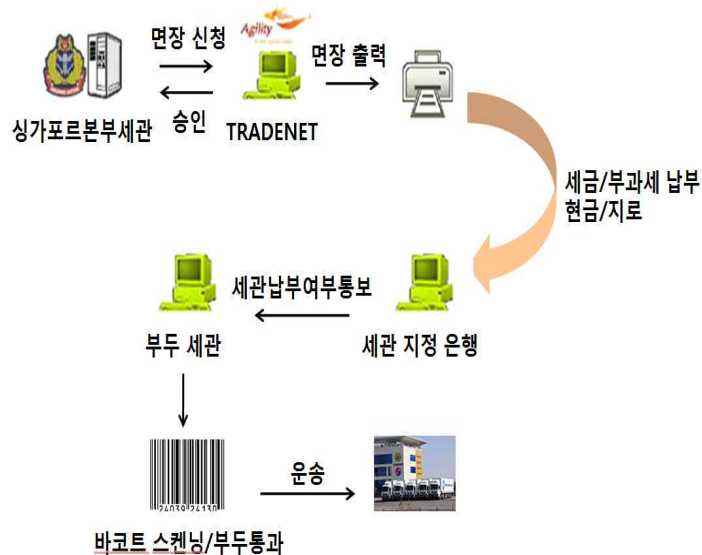 면장 신청
Agility
면장 출력
승인
싱가포르본부세관
TRADENET
세금/부과세 납부
현금/지로
세관납부여부통보
부두 세관
세관 지정 은행
운송
바코트 스켄닝/부두통과